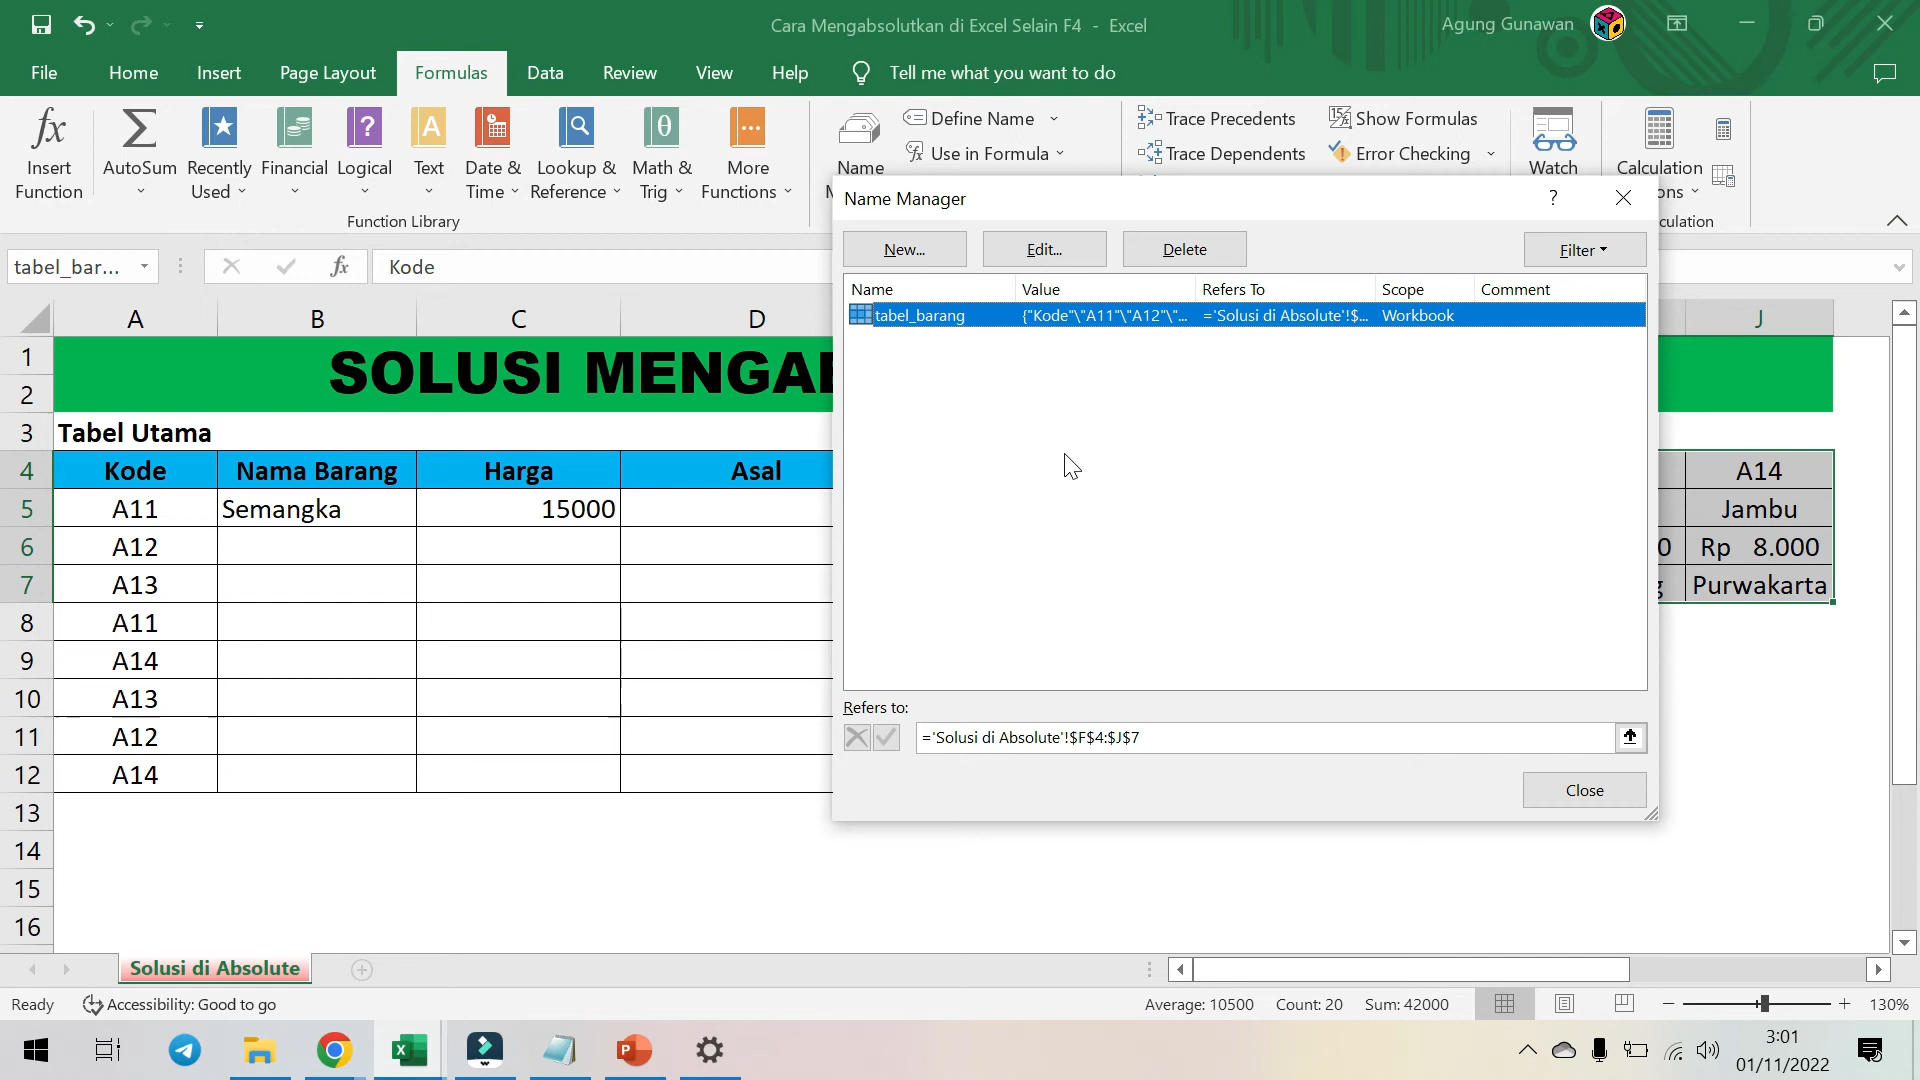 Cara Mengabsolutkan di Excel Selain F4 - Excel
Agung Gunawan
File Home Insert Page Layout Formulas Data Review View Help Tell me what you want to do
Insert Function
AutoSum
Recently Used
Financial
Logical
Text
Date & Time
Lookup & Reference
Math & Trig
More Functions
Function Library
Name
Define Name
Use in Formula
Trace Precedents
Trace Dependents
Show Formulas
Error Checking
Watch
Calculation
tabel_bar...
fx
Kode
Name Manager
?
New...
Edit...
Delete
Filter
Name Value Refers To Scope Comment
tabel_barang {"Kode"\"A11"\"A12"\"... ='Solusi di Absolute'!$... Workbook
Refers to:
='Solusi di Absolute'!$F$4:$J$7
Close
A B C D J
1
2
SOLUSI MENGA
3 Tabel Utama
4 Kode Nama Barang Harga Asal A14
5 A11 Semangka 15000 Jambu
6 A12 0 Rp 8.000
7 A13 g Purwakarta
8 A11
9 A14
10 A13
11 A12
12 A14
13
14
15
16
Solusi di Absolute
Ready Accessibility: Good to go Average: 10500 Count: 20 Sum: 42000 130%
3:01
01/11/2022